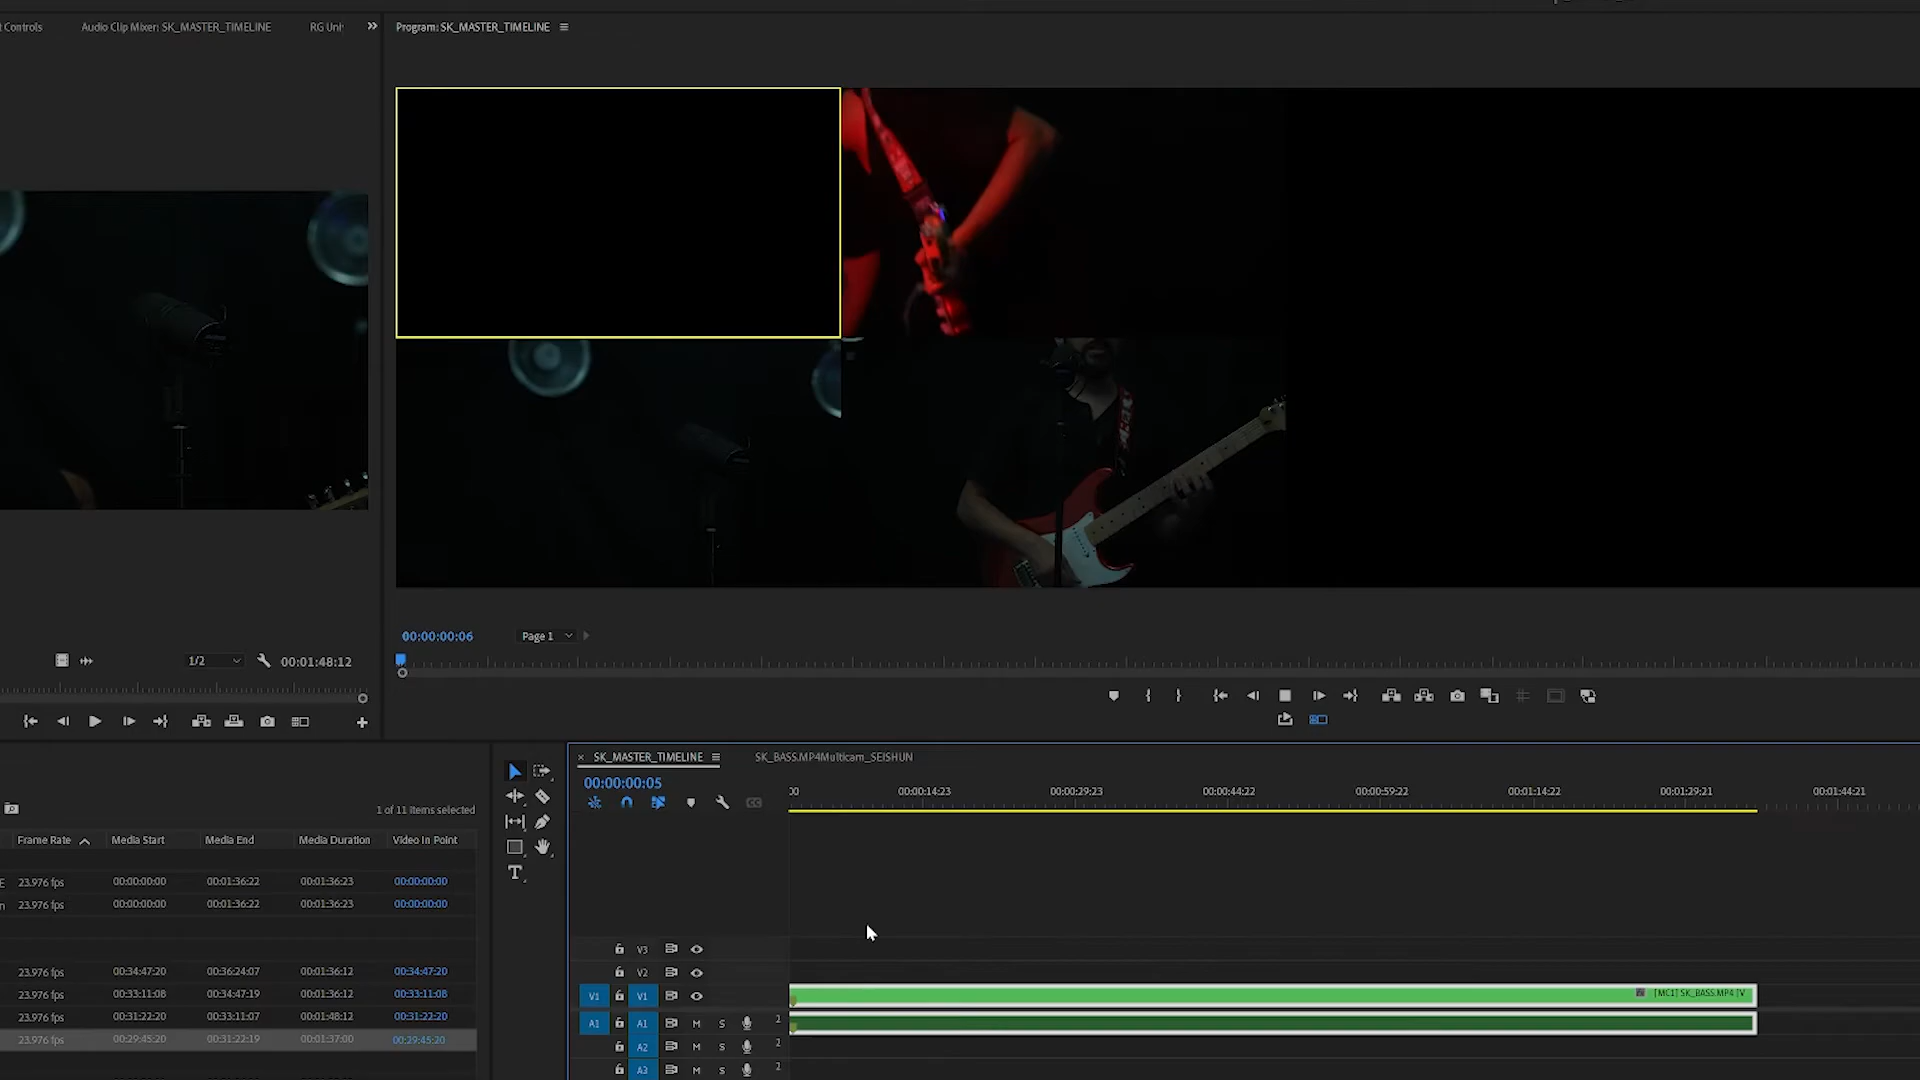 t Controls
Audio Clip Mixer: SK_MASTER_TIMELINE
RG Uni
Program: SK_MASTER_TIMELINE
00:00:00:06
Page 1
1/2
00:01:48:12
1 of 11 Items selected
Frame Rate
Media Start
Media End
Media Duration
Video In Point
E 23.976 fps 00:00:00:00 00:01:36:22 00:01:36:23 00:00:00:00
n 23.976 fps 00:00:00:00 00:01:36:22 00:01:36:23 00:00:00:00
23.976 fps 00:34:47:20 00:36:24:07 00:01:36:12 00:34:47:20
23.976 fps 00:33:11:08 00:34:47:19 00:01:36:12 00:33:11:08
23.976 fps 00:31:22:20 00:33:11:07 00:01:48:12 00:31:22:20
23.976 fps 00:29:45:20 00:31:22:19 00:01:37:00 00:29:45:20
SK_MASTER_TIMELINE
SK_BASS.MP4Multicam_SEISHUN
00:00:00:05
:00 00:00:14:23 00:00:29:23 00:00:44:22 00:00:59:22 00:01:14:22 00:01:29:21 00:01:44:21
V3
V2
V1 V1
[MC1] SK_BASS.MP4 [V
A1 A1 M S 2
A2 M S 2
A3 M S 2